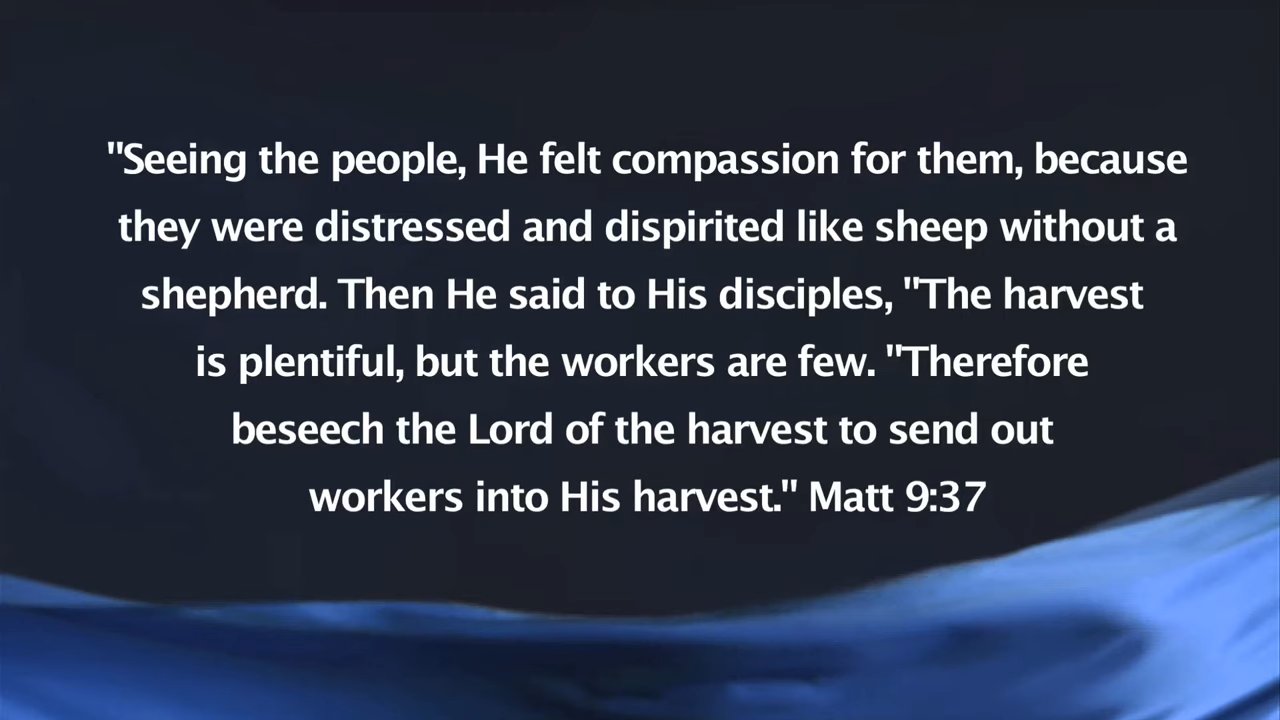 "Seeing the people, He felt compassion for them, because
they were distressed and dispirited like sheep without a
shepherd. Then He said to His disciples, "The harvest
is plentiful, but the workers are few. "Therefore
beseech the Lord of the harvest to send out
workers into His harvest." Matt 9:37